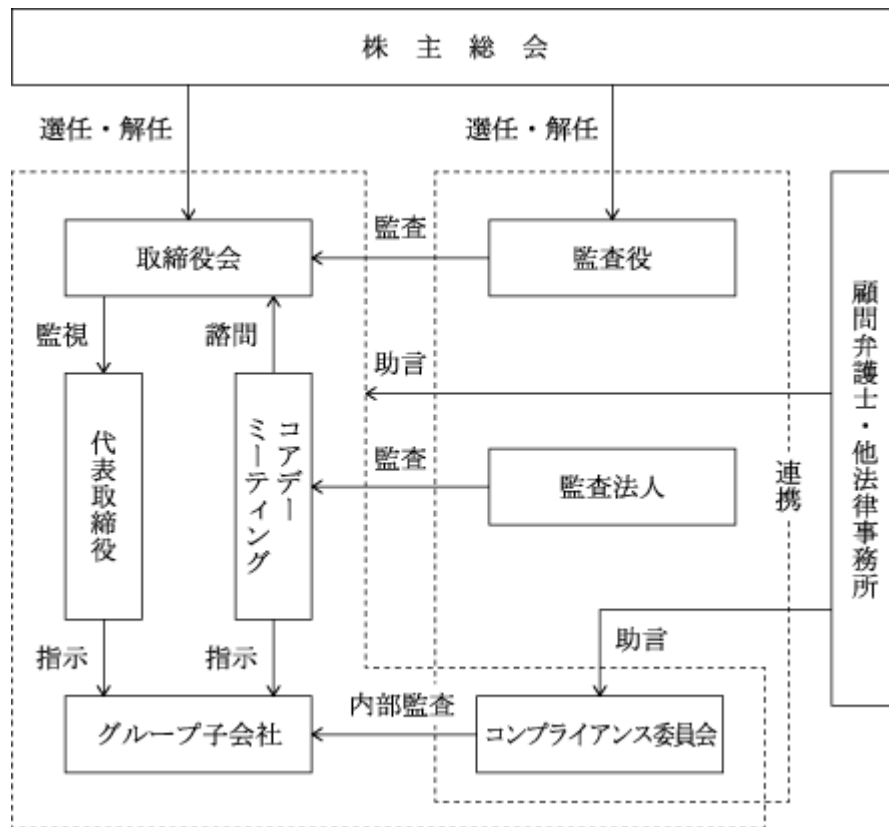 株主総会
選任・解任
選任・解任
取締役会
監査
監査役
監視
諮問
助言
代表取締役
コアデー
ミーティング
監査
監査法人
連携
顧問弁護士・他法律事務所
指示
指示
助言
グループ子会社
内部監査
コンプライアンス委員会